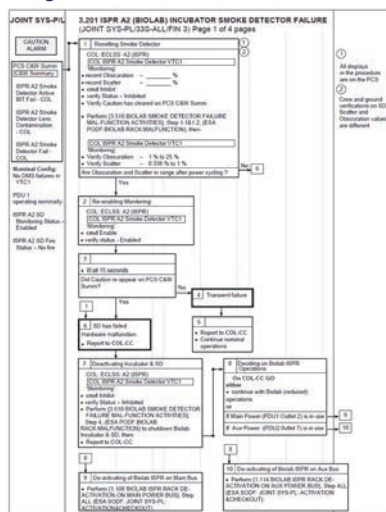 JOINT SYS-P/L
3.201 ISPR A2 (BIOLAB) INCUBATOR SMOKE DETECTOR FAILURE
(JOINT SYS-P/L/33S-ALL/FIN 3) Page 1 of 4 pages
CAUTION
ALARM
PCS C&W Summ
C&W Summary
ISPR A2 Smoke
Detector Active
BIT Fail - COL
ISPR A2 Smoke
Detector Lens
Contamination -
COL
ISPR A2 Smoke
Detector Fail -
COL
Nominal Config:
No DMS failures in
VTC1
PDU 1
operating nominally
ISPR A2 SD
Monitoring Status –
Enabled
ISPR A2 SD Fire
Status – No fire
1 Resetting Smoke Detector
COL: ECLSS: A2 (ISPR)
COL ISPR A2 Smoke Detector VTC1
'Monitoring'
record Obscuration - ______ %
record Scatter - ______ %
cmd Inhibit
verify Status – Inhibited
Verify Caution has cleared on PCS C&W Summ
Perform {3.510 BIOLAB SMOKE DETECTOR
FAILURE MAL-FUNCTION ACTIVITIES}, Step 1.1&1.2, (ESA
PODF: BIOLAB RACK.MALFUNCTION), then
COL ISPR A2 Smoke Detector VTC1
'Monitoring'
Verify Obscuration – 1 % to 25 %
Verify Scatter
Are Obscuration and Scatter in range after power cycling ?
No
6
Yes
2 Re-enabling Monitoring
COL: ECLSS: A2 (ISPR)
COL ISPR A2 Smoke Detector VTC1
'Monitoring'
cmd Enable
verify status - Enabled
3
Wait 15 seconds
Did Caution re-appear on PCS C&W
Summ?
No
Yes
4 Transient failure
5
Report to COL-CC
Continue nominal
operations
1
6 SD has failed
Hardware malfunction
Report to COL-CC
7 Deactivating Incubator & SD
COL: ECLSS: A2 (ISPR)
COL ISPR A2 Smoke Detector VTC1
'Monitoring'
cmd Inhibit
verify Status – Inhibited
Perform {3.510 BIOLAB SMOKE DETECTOR
FAILURE MAL-FUNCTION ACTIVITIES},
Step 4, (ESA PODF BIOLAB
RACK.MALFUNCTION) to shutdown Biolab
Incubator & SD, then
Report to COL-CC
8 Deciding on Biolab ISPR
Operations
On COL-CC GO
either
continue with Biolab (reduced)
operations
or
If Main Power (PDU1 Outlet 2) is in use
9
If Aux Power (PDU2 Outlet 7) is in use
10
8
9 De-activating of Biolab ISPR on Main Bus
ACTIVATION ON MAIN POWER BUS}, Step ALL
(ESA SODF: JOINT SYS-P/L:
ACTIVATION&CHECKOUT)
8
10 De-activating of Biolab ISPR on Aux Bus
ACTIVATION ON AUX POWER BUS}, Step ALL
(ESA SODF: JOINT SYS-P/L: ACTIVATION
&CHECKOUT)
1
All displays
in the procedure
are on the PCS
2
Crew and ground
verifications on SD
Scatter and
Obscuration values
are different